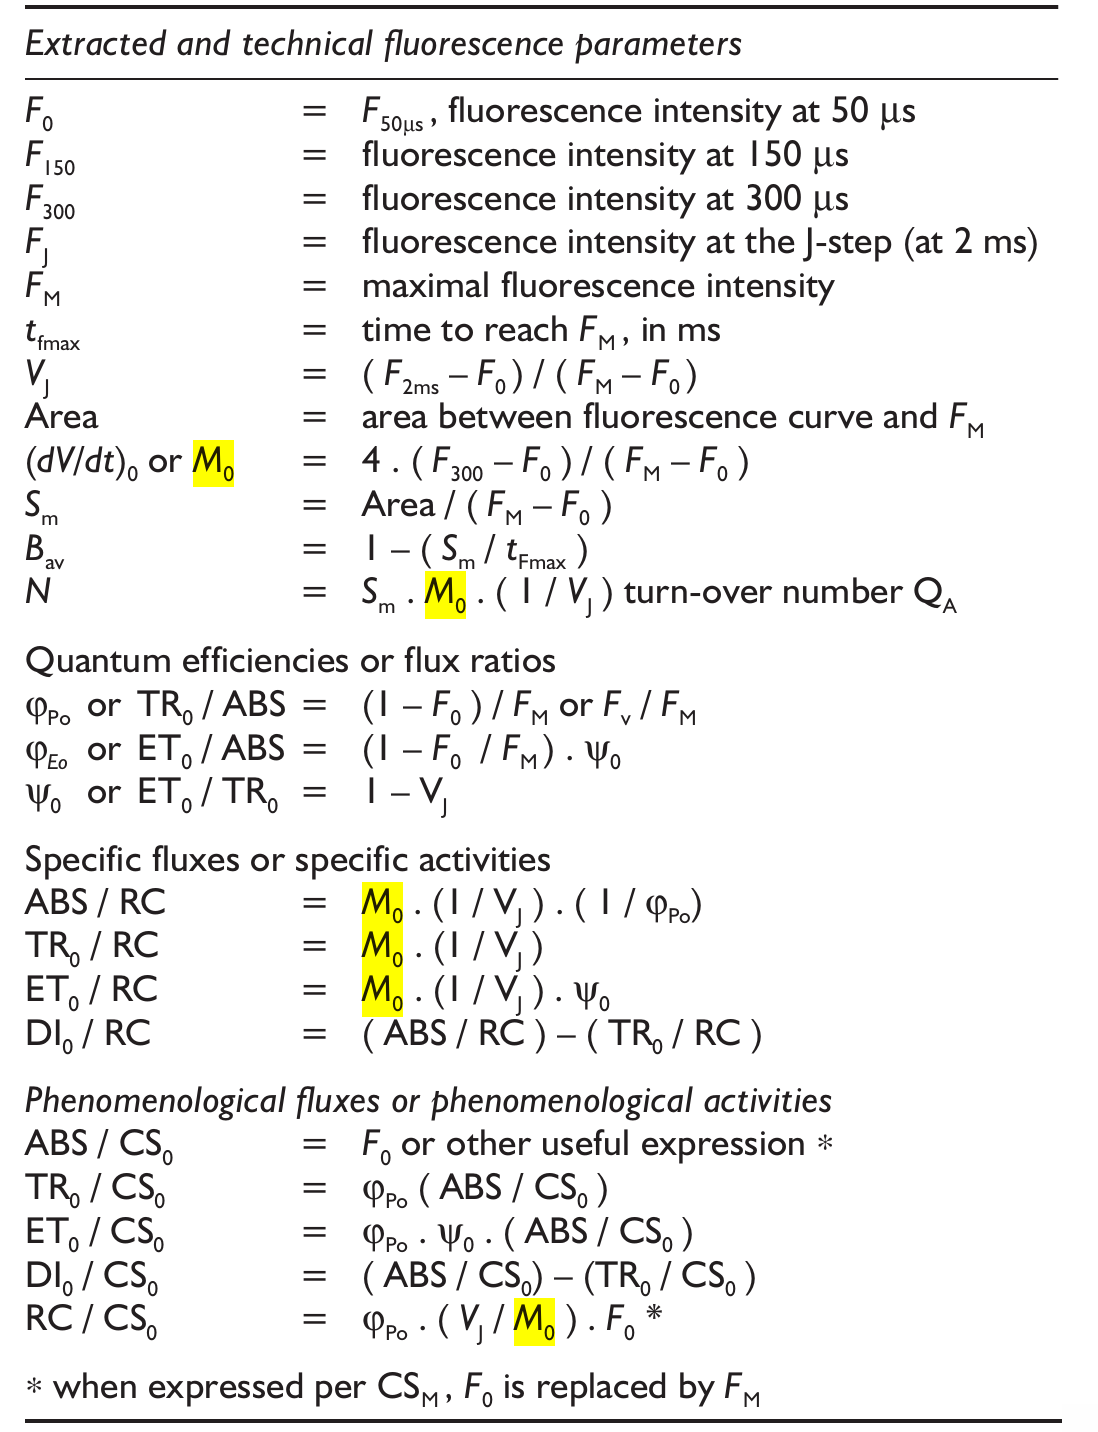 Extracted and technical fluorescence parameters
F0 = F50μs , fluorescence intensity at 50 μs
F150 = fluorescence intensity at 150 μs
F300 = fluorescence intensity at 300 μs
FJ = fluorescence intensity at the J-step (at 2 ms)
FM = maximal fluorescence intensity
tfmax = time to reach FM , in ms
VJ = ( F2ms – F0 ) / ( FM – F0 )
Area = area between fluorescence curve and FM
(dV/dt)0 or M0 = 4 . ( F300 – F0 ) / ( FM – F0 )
Sm = Area / ( FM – F0 )
Bav = 1 – ( Sm / tFmax )
N = Sm . M0 . ( 1 / VJ ) turn-over number QA
Quantum efficiencies or flux ratios
φPo or TR0 / ABS = (1 – F0 ) / FM or Fv / FM
φEo or ET0 / ABS = (1 – F0 / FM) . ψ0
ψ0 or ET0 / TR0 = 1 – VJ
Specific fluxes or specific activities
ABS / RC = M0 . (1 / VJ ) . ( 1 / φPo)
TR0 / RC = M0 . (1 / VJ )
ET0 / RC = M0 . (1 / VJ ) . ψ0
DI0 / RC = ( ABS / RC ) – ( TR0 / RC )
Phenomenological fluxes or phenomenological activities
ABS / CS0 = F0 or other useful expression *
TR0 / CS0 = φPo ( ABS / CS0 )
ET0 / CS0 = φPo . ψ0 . ( ABS / CS0 )
DI0 / CS0 = ( ABS / CS0) – (TR0 / CS0 )
RC / CS0 = φPo . ( VJ / M0 ) . F0 *
* when expressed per CSM , F0 is replaced by FM